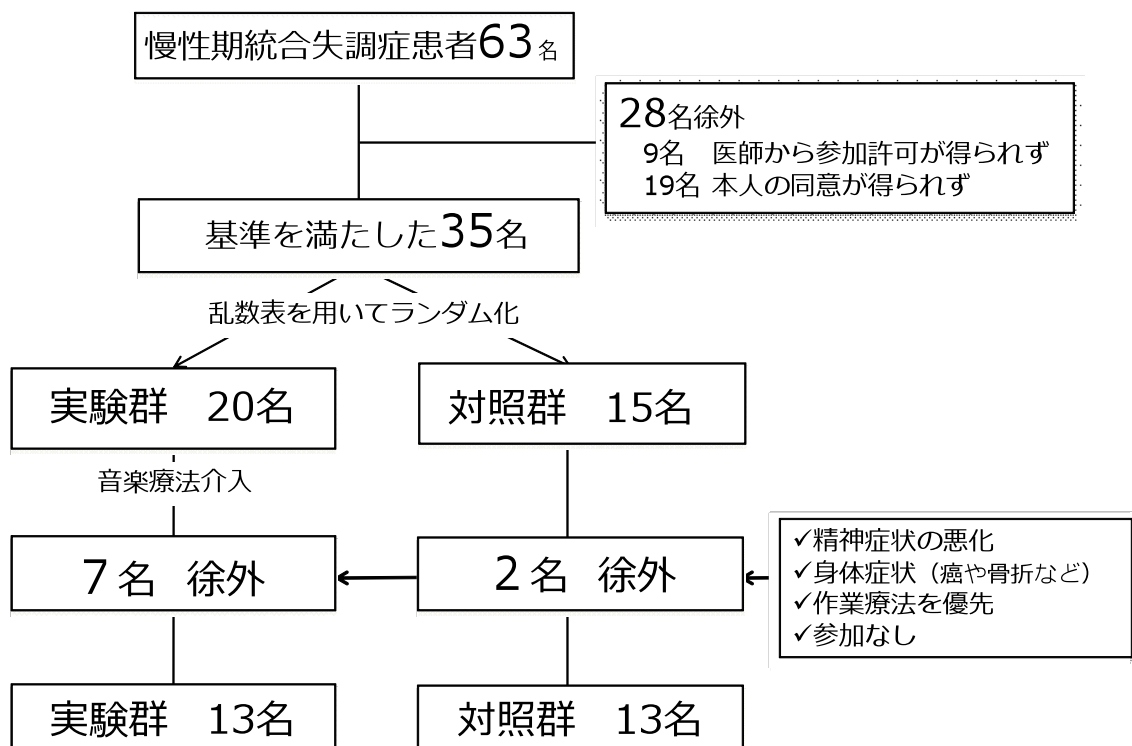 慢性期統合失調症患者63名
28名徐外
9名 医師から参加許可が得られず
19名 本人の同意が得られず
基準を満たした35名
乱数表を用いてランダム化
実験群 20名
対照群 15名
音楽療法介入
7名 徐外
2名 徐外
✓精神症状の悪化
✓身体症状（癌や骨折など）
✓作業療法を優先
✓参加なし
実験群 13名
対照群 13名